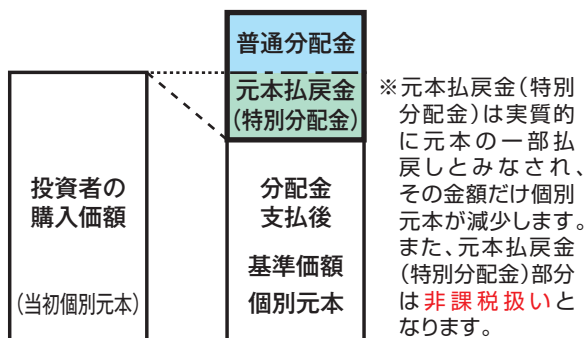 普通分配金
元本払戻金
(特別分配金)
投資者の
購入価額
(当初個別元本)
分配金
支払後
基準価額
個別元本
※元本払戻金(特別
分配金)は実質的
に元本の一部払
戻しとみなされ、
その金額だけ個別
元本が減少します。
また、元本払戻金
(特別分配金)部分
は非課税扱いと
なります。